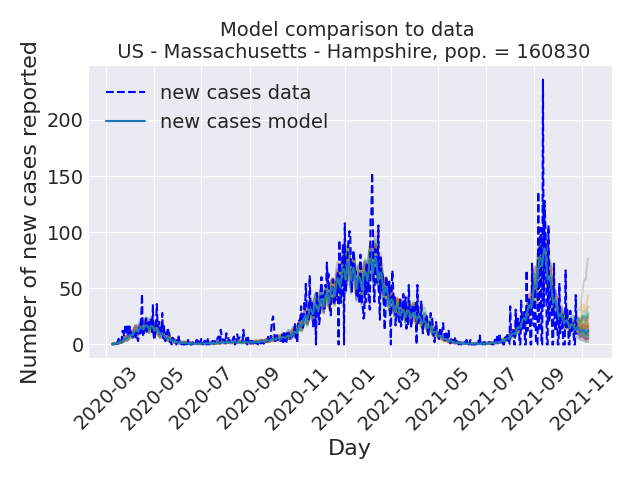 Model comparison to data
US - Massachusetts - Hampshire, pop. = 160830
Number of new cases reported
200
150
100
50
0
new cases data
new cases model
2020-03
2020-05
2020-07
2020-09
2020-11
2021-01
2021-03
2021-05
2021-07
2021-09
2021-11
Day